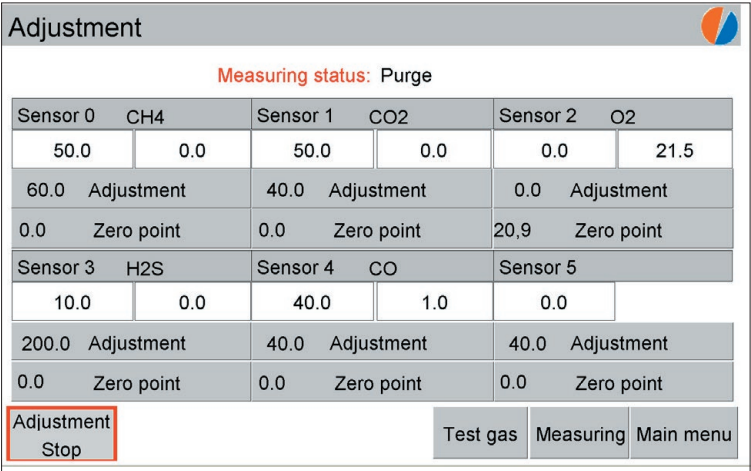 Adjustment
Measuring status: Purge
Sensor 0 CH4 Sensor 1 CO2 Sensor 2 O2
50.0 0.0 50.0 0.0 0.0 21.5
60.0 Adjustment 40.0 Adjustment 0.0 Adjustment
0.0 Zero point 0.0 Zero point 20,9 Zero point
Sensor 3 H2S Sensor 4 CO Sensor 5
10.0 0.0 40.0 1.0 0.0
200.0 Adjustment 40.0 Adjustment 40.0 Adjustment
0.0 Zero point 0.0 Zero point 0.0 Zero point
Adjustment
Stop
Test gas Measuring Main menu